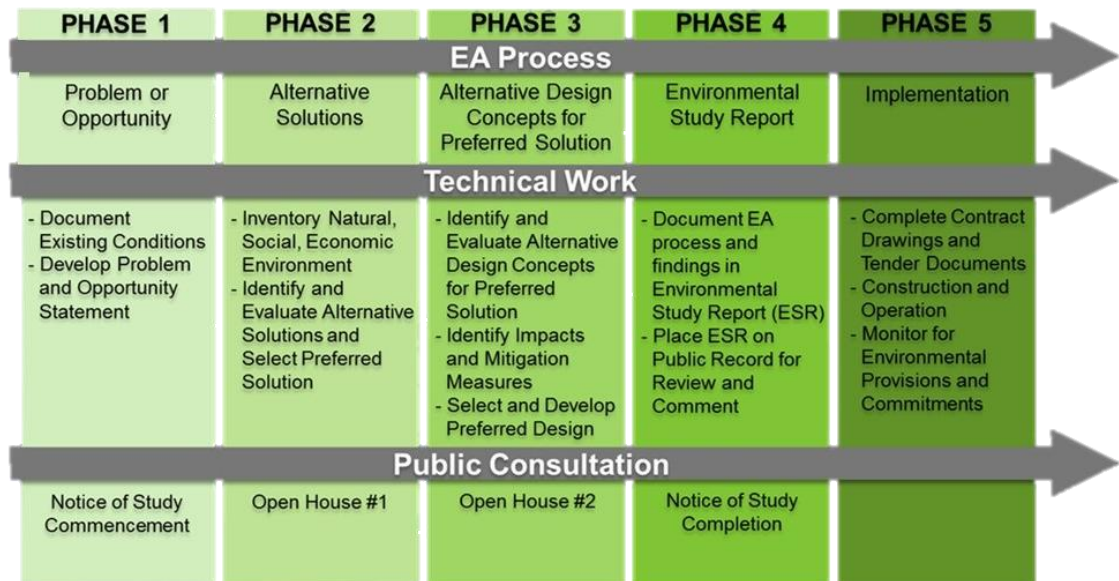 PHASE 1
PHASE 2
PHASE 3
PHASE 4
PHASE 5
EA Process
Problem or
Opportunity
Alternative
Solutions
Alternative Design
Concepts for
Preferred Solution
Environmental
Study Report
Implementation
Technical Work
- Document
Existing Conditions
- Develop Problem
and Opportunity
Statement
- Inventory Natural,
Social, Economic
Environment
- Identify and
Evaluate Alternative
Solutions and
Select Preferred
Solution
- Identify and
Evaluate Alternative
Design Concepts
for Preferred
Solution
- Identify Impacts
and Mitigation
Measures
- Select and Develop
Preferred Design
- Document EA
process and
findings in
Environmental
Study Report (ESR)
- Place ESR on
Public Record for
Review and
Comment
- Complete Contract
Drawings and
Tender Documents
- Construction and
Operation
- Monitor for
Environmental
Provisions and
Commitments
Public Consultation
Notice of Study
Commencement
Open House #1
Open House #2
Notice of Study
Completion